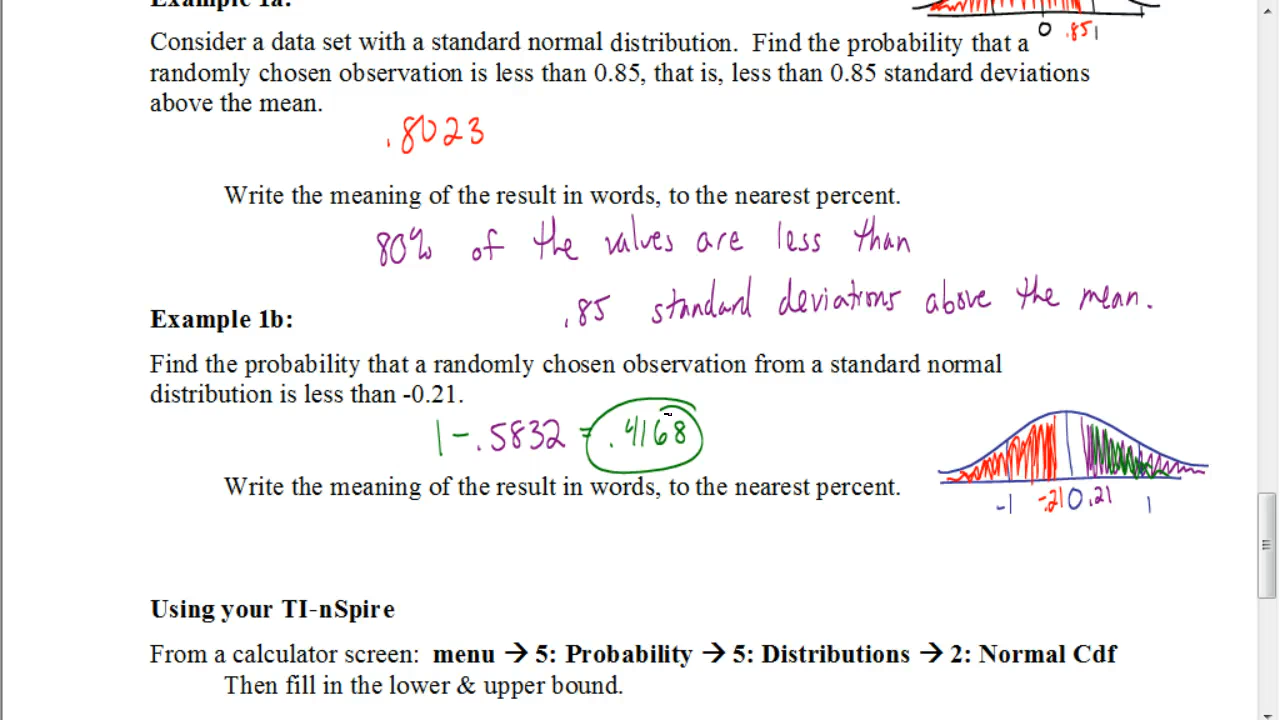 Example 1a:
0 .85 1
Consider a data set with a standard normal distribution. Find the probability that a
randomly chosen observation is less than 0.85, that is, less than 0.85 standard deviations
above the mean.
.8023
Write the meaning of the result in words, to the nearest percent.
80% of the values are less than
.85 standard deviations above the mean.
Example 1b:
Find the probability that a randomly chosen observation from a standard normal
distribution is less than -0.21.
1 - .5832 = .4168
Write the meaning of the result in words, to the nearest percent.
-1 -.21 0 .21 1
Using your TI-nSpire
From a calculator screen: menu → 5: Probability → 5: Distributions → 2: Normal Cdf
Then fill in the lower & upper bound.